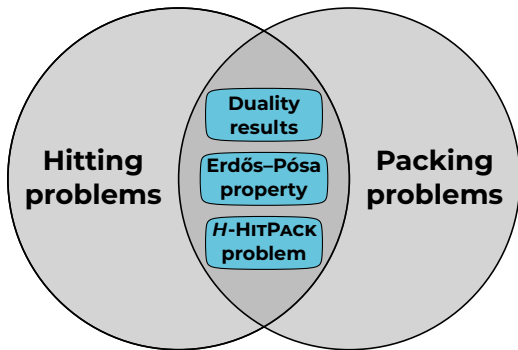 Hitting
problems
Duality
results
Erdős–Pósa
property
H-HITPACK
problem
Packing
problems